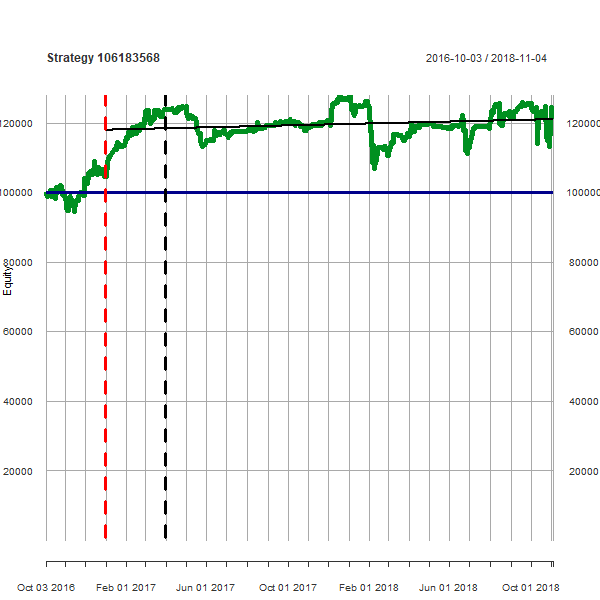 Strategy 106183568
2016-10-03 / 2018-11-04
120000
120000
100000
100000
80000
80000
60000
60000
40000
40000
20000
20000
Equity
Oct 03 2016
Feb 01 2017
Jun 01 2017
Oct 01 2017
Feb 01 2018
Jun 01 2018
Oct 01 2018